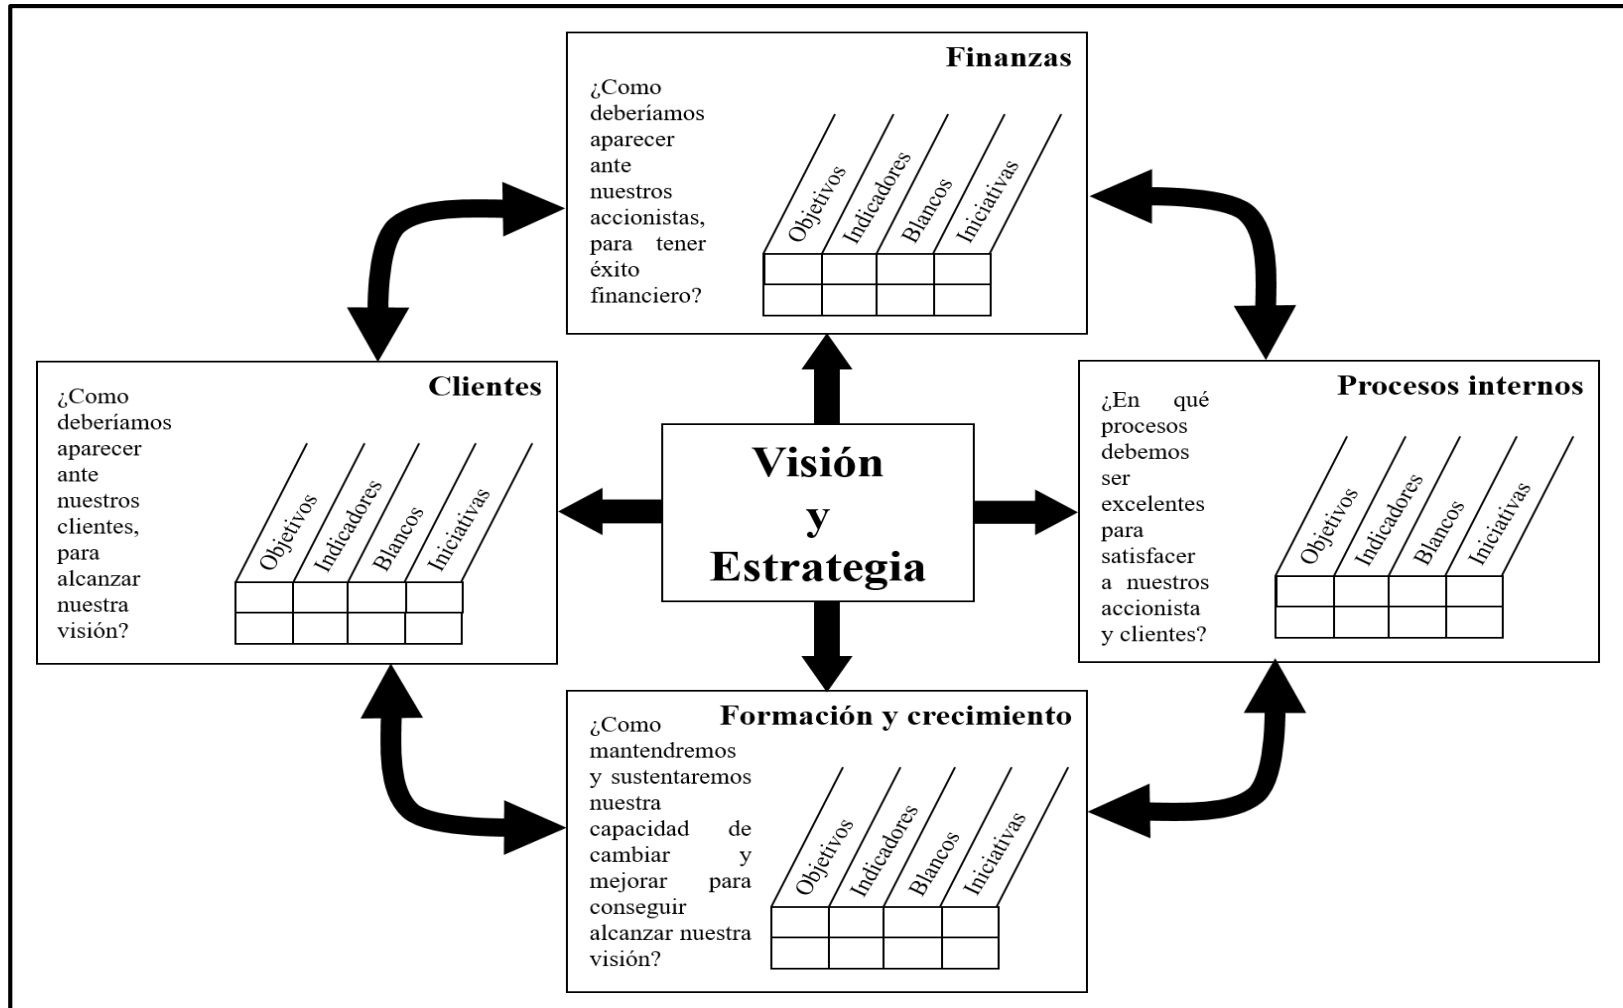 Finanzas
¿Como
deberíamos
aparecer
ante
nuestros
accionistas,
para tener
éxito
financiero?
Objetivos
Indicadores
Blancos
Iniciativas
Clientes
¿Como
deberíamos
aparecer
ante
nuestros
clientes,
para
alcanzar
nuestra
visión?
Objetivos
Indicadores
Blancos
Iniciativas
Visión
y
Estrategia
Procesos internos
¿En qué
procesos
debemos
ser
excelentes
para
satisfacer
a nuestros
accionista
y clientes?
Objetivos
Indicadores
Blancos
Iniciativas
Formación y crecimiento
¿Como
mantendremos
y sustentaremos
nuestra
capacidad de
cambiar y
mejorar para
conseguir
alcanzar nuestra
visión?
Objetivos
Indicadores
Blancos
Iniciativas